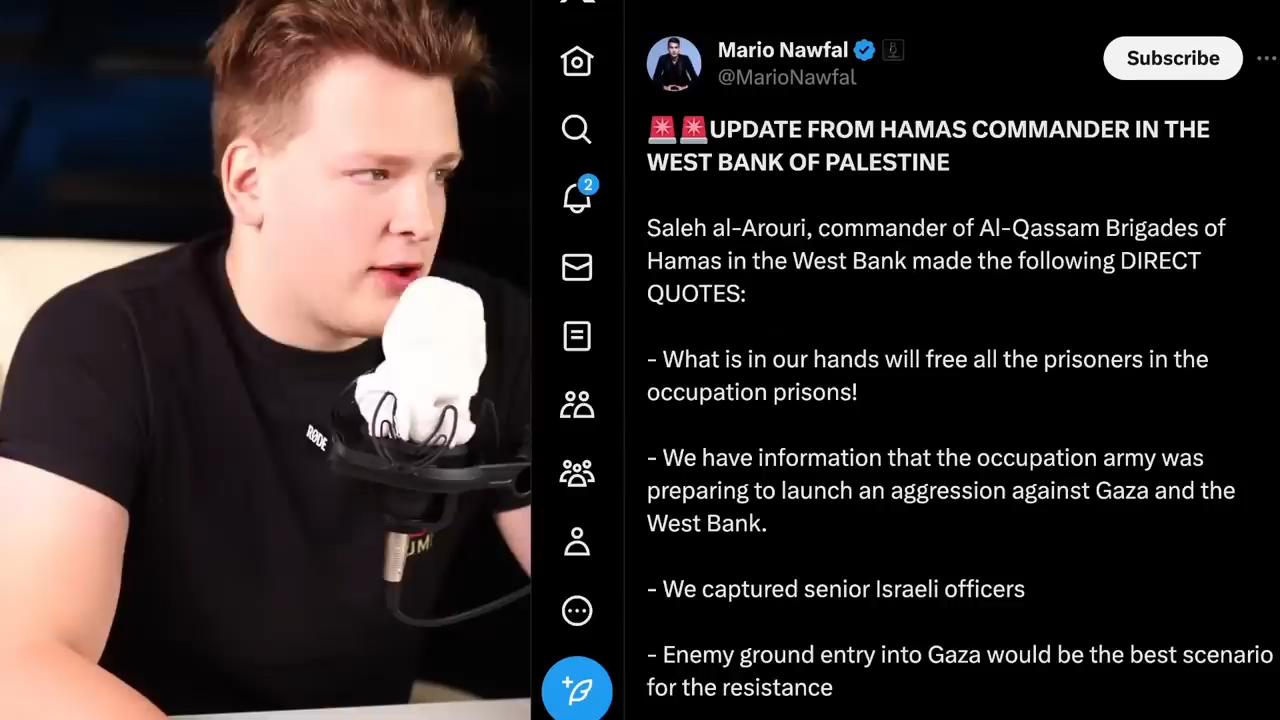 RØDE
UM
2
Mario Nawfal
@MarioNawfal
Subscribe
UPDATE FROM HAMAS COMMANDER IN THE
WEST BANK OF PALESTINE
Saleh al-Arouri, commander of Al-Qassam Brigades of
Hamas in the West Bank made the following DIRECT
QUOTES:
- What is in our hands will free all the prisoners in the
occupation prisons!
- We have information that the occupation army was
preparing to launch an aggression against Gaza and the
West Bank.
- We captured senior Israeli officers
- Enemy ground entry into Gaza would be the best scenario
for the resistance